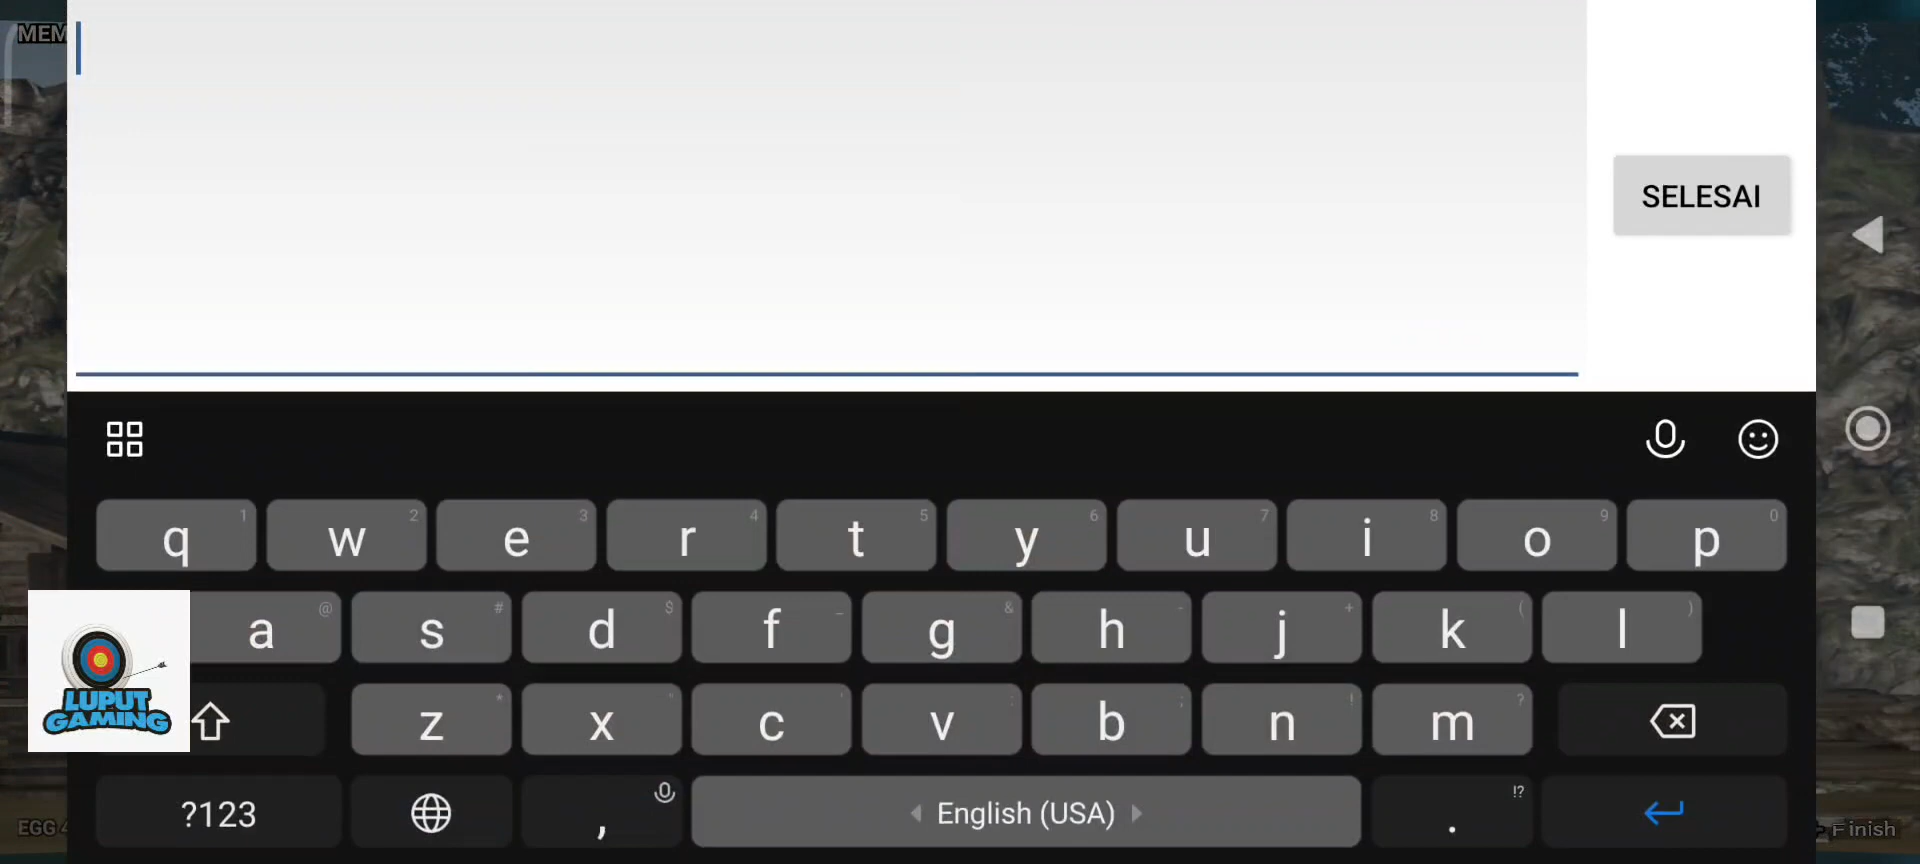 MEM
SELESAI
q 1 w 2 e 3 r 4 t 5 y 6 u 7 i 8 o 9 p 0
a @ s # d $ f _ g & h - j + k ( l )
LUPUT
GAMING
z * x " c ' v : b ; n ! m ?
?123 , English (USA) . !?
EGG 4
Finish